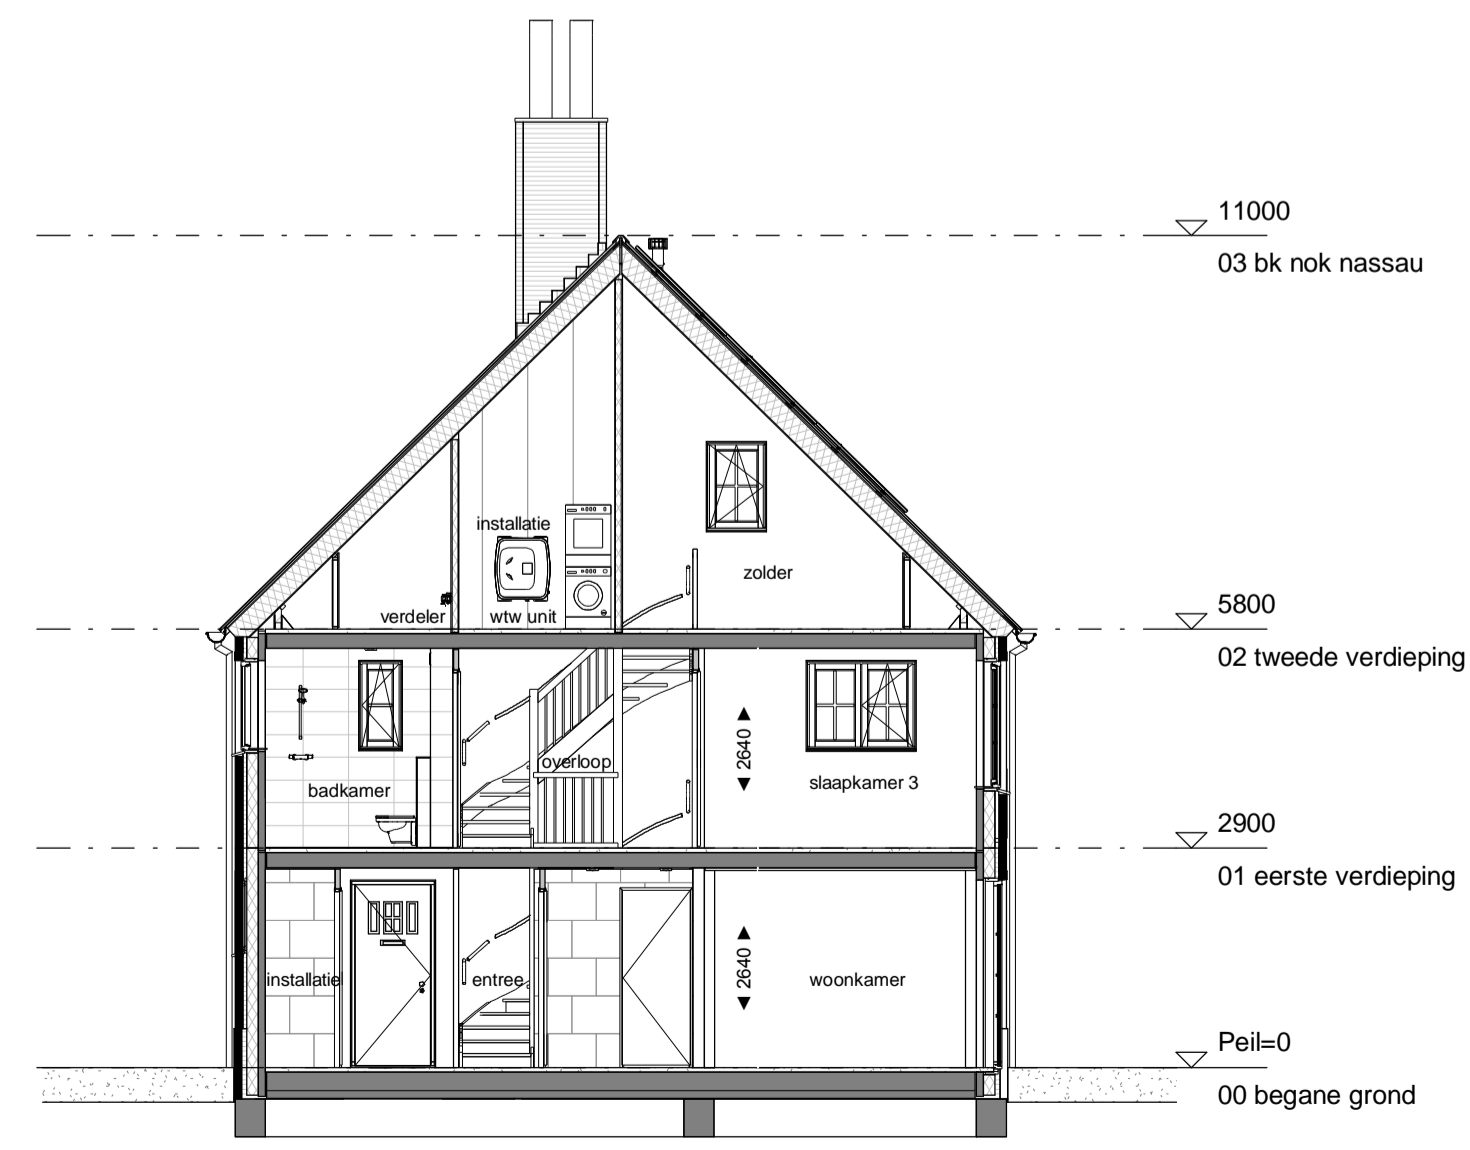 11000
03 bk nok nassau
installatie
zolder
verdeler
wtw unit
5800
02 tweede verdieping
overloop
2640
badkamer
slaapkamer 3
2900
01 eerste verdieping
installatie
entree
2640
woonkamer
Peil=0
00 begane grond